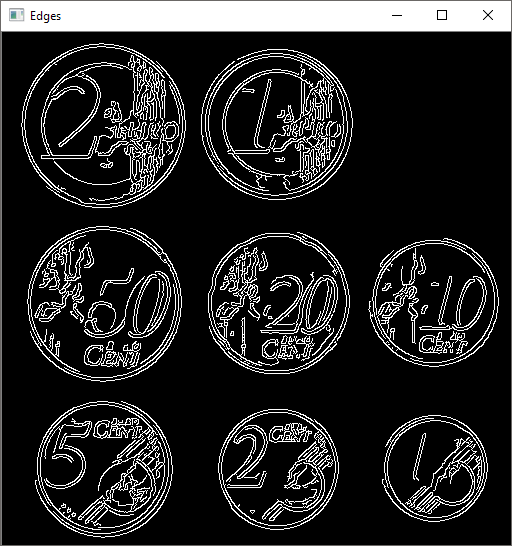 Edges
2 EURO
1 EURO
50
CENT
20
CENT
10
CENT
5 CENT
2 CENT
1